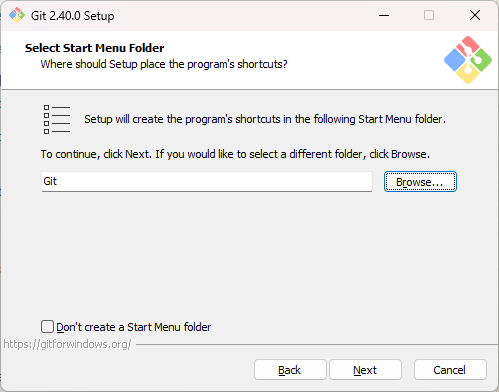 Git 2.40.0 Setup
Select Start Menu Folder
Where should Setup place the program's shortcuts?
Setup will create the program's shortcuts in the following Start Menu folder.
To continue, click Next. If you would like to select a different folder, click Browse.
Git
Browse...
Don't create a Start Menu folder
https://gitforwindows.org/
Back
Next
Cancel